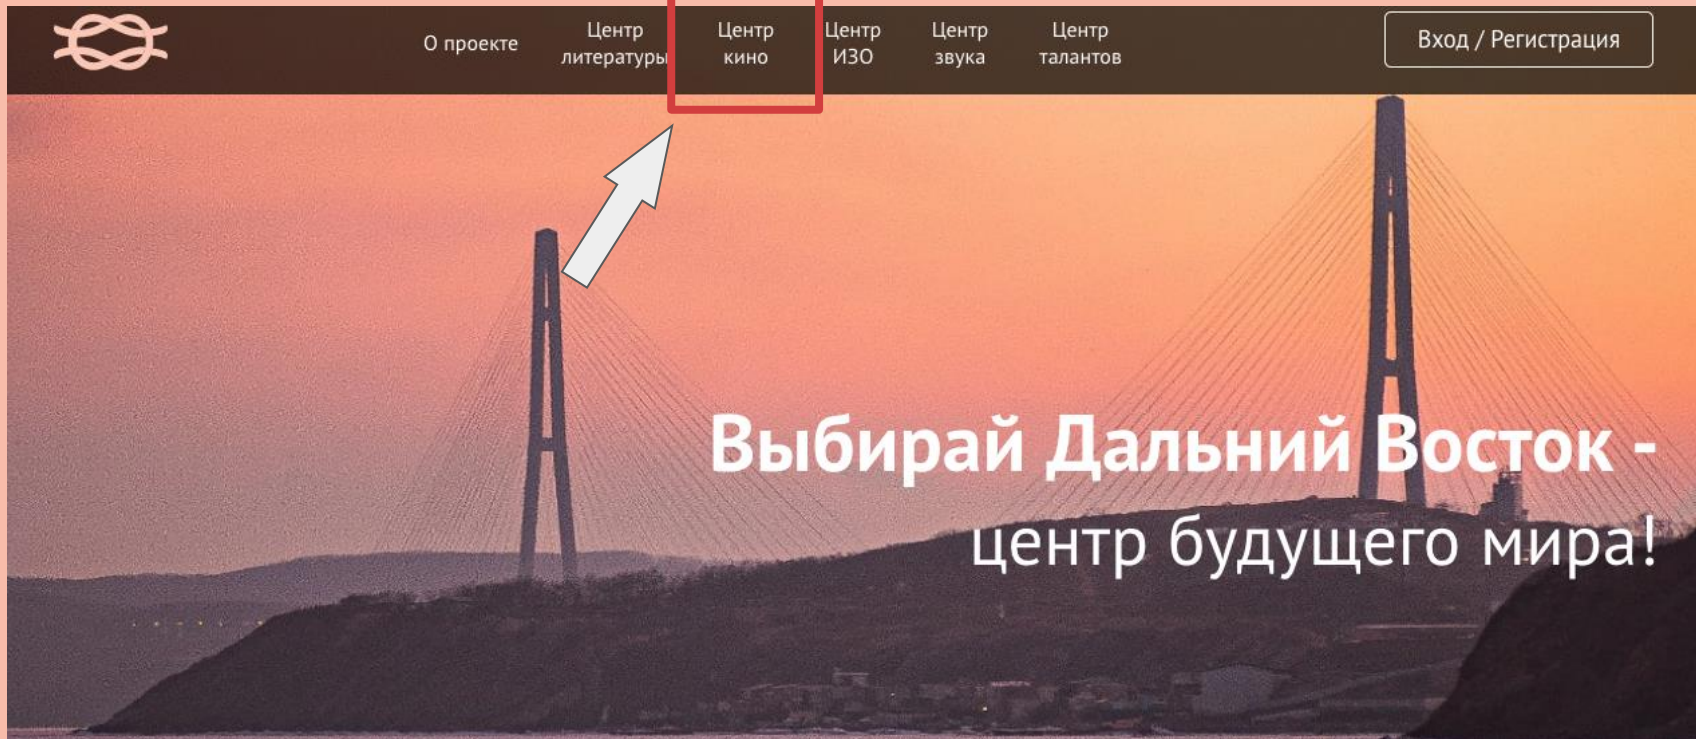 О проекте
Центр
литературы
Центр
кино
Центр
ИЗО
Центр
звука
Центр
талантов
Вход / Регистрация
Выбирай Дальний Восток -
центр будущего мира!